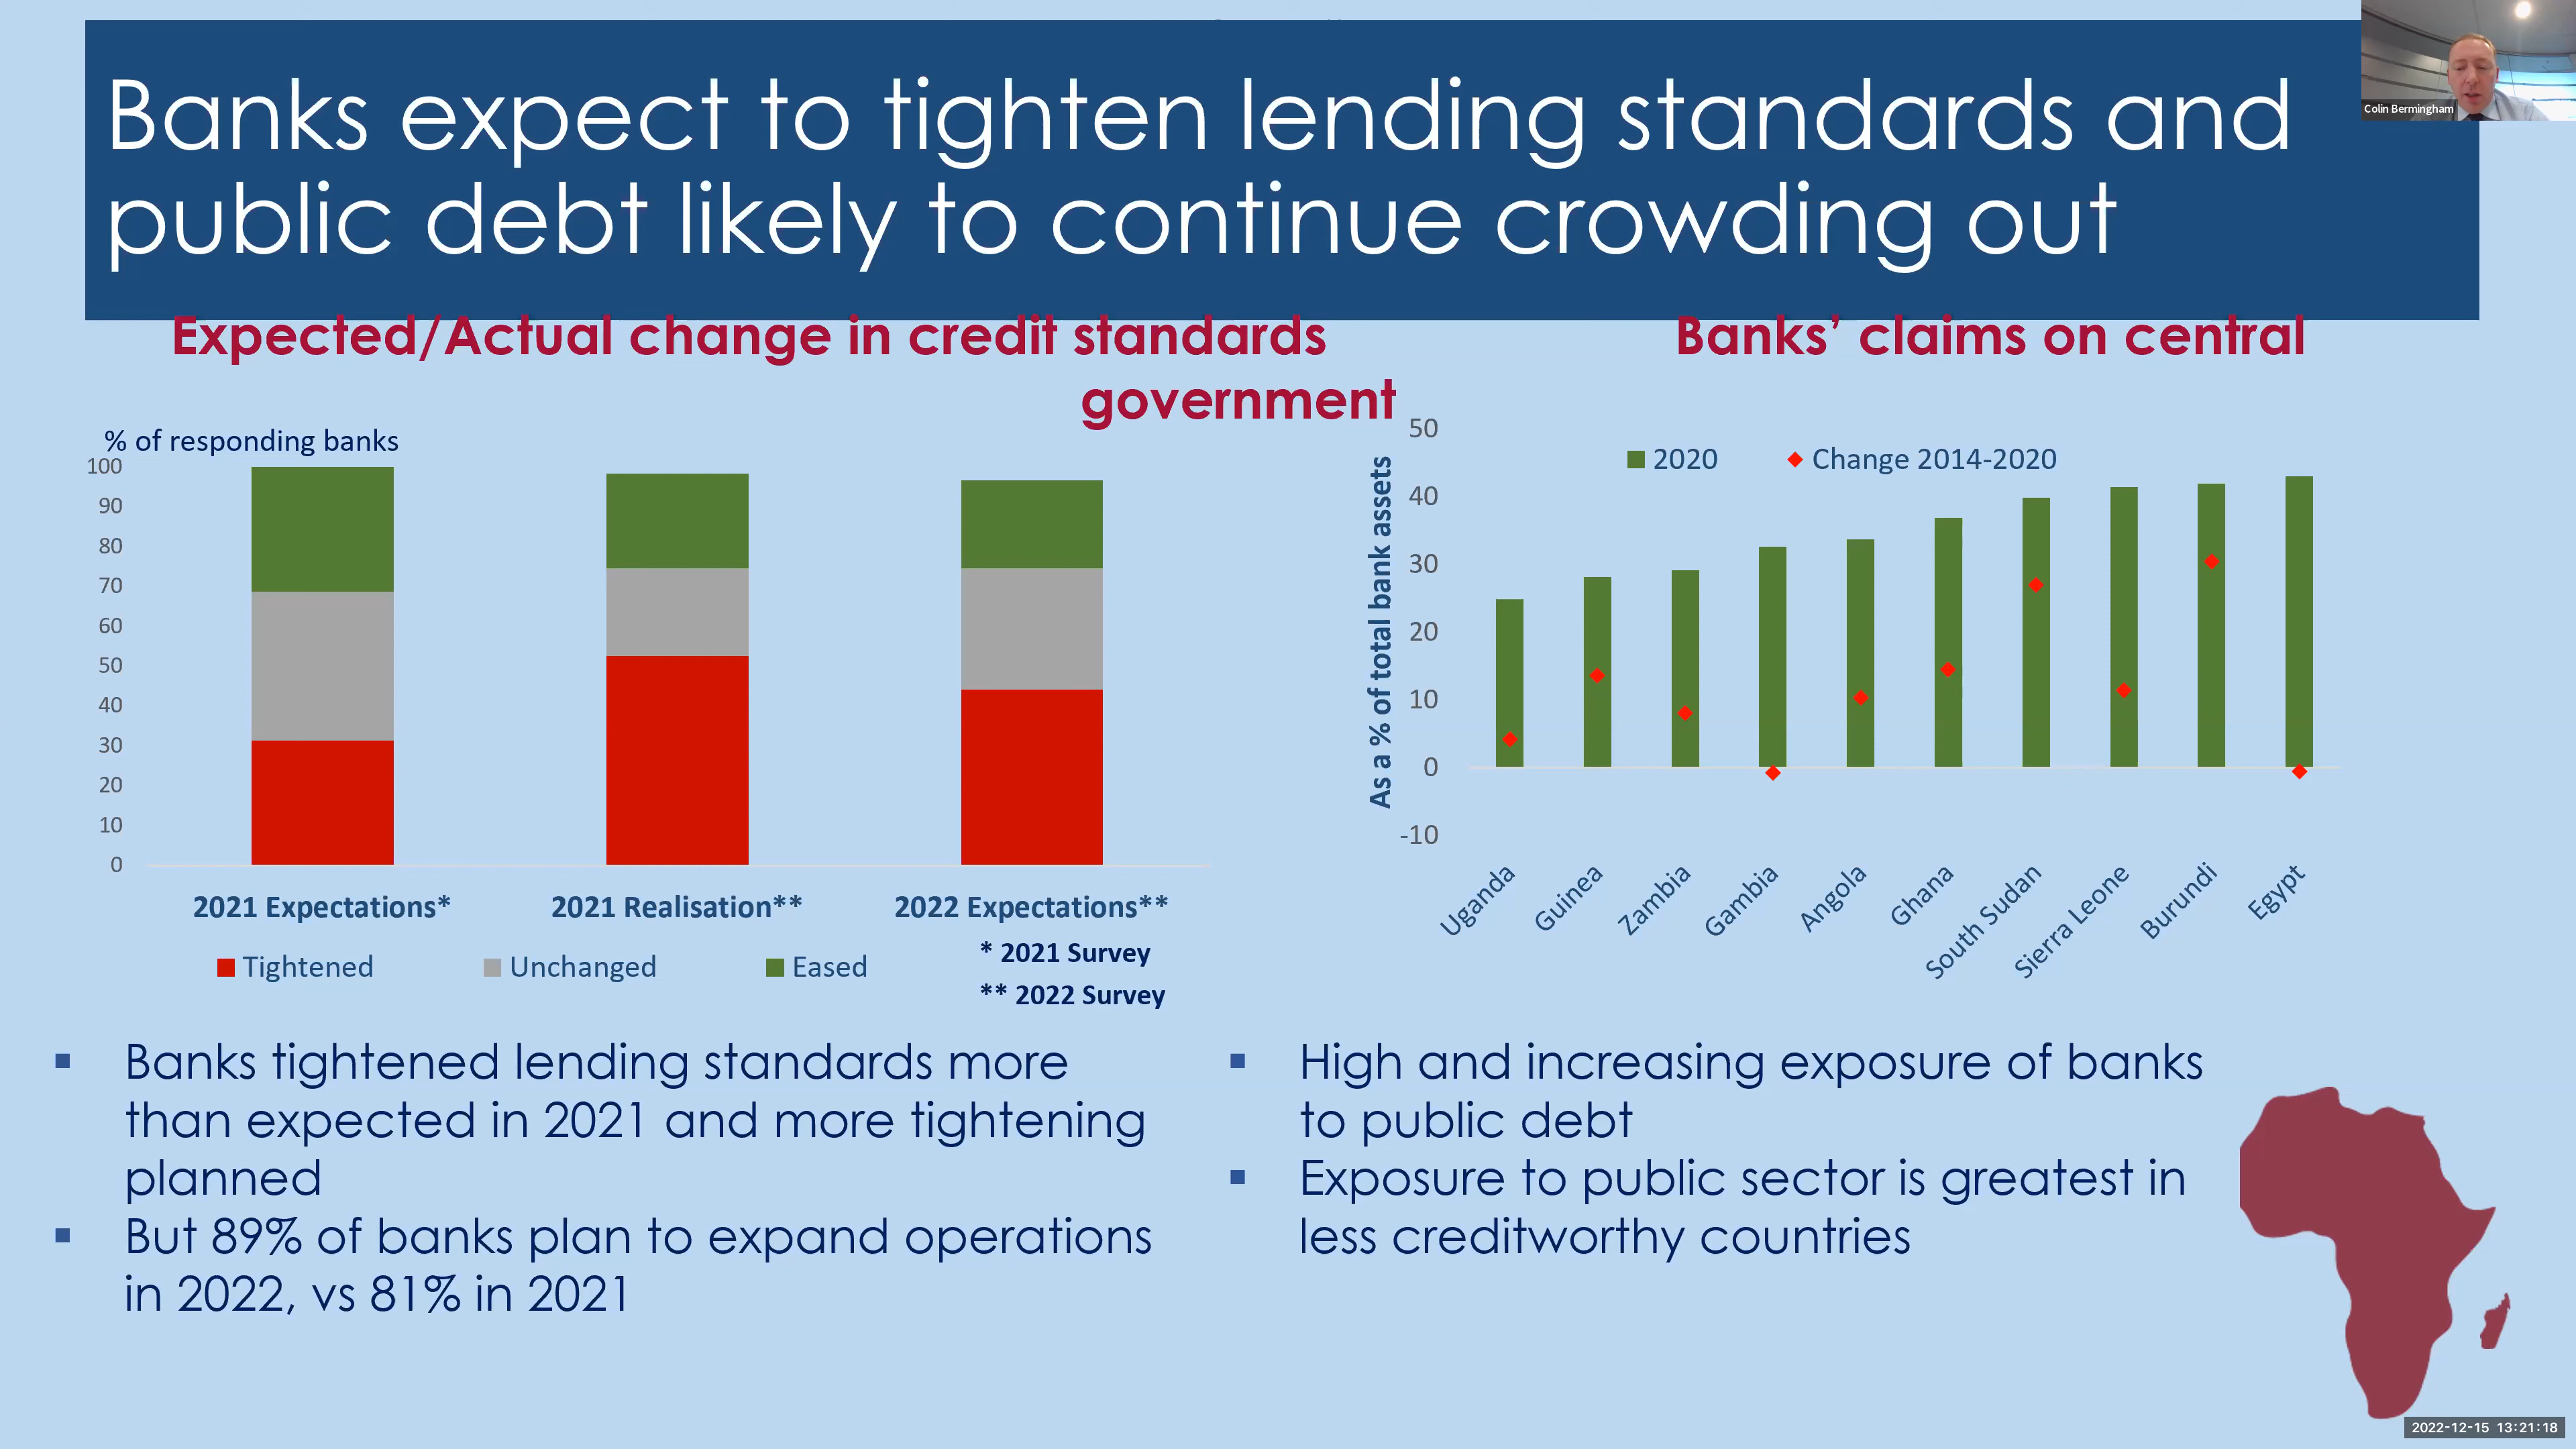 Banks expect to tighten lending standards and
public debt likely to continue crowding out
Colin Bermingham
Expected/Actual change in credit standards
Banks’ claims on central
government
% of responding banks
100
90
80
70
60
50
40
30
20
10
0
2021 Expectations*
2021 Realisation**
2022 Expectations**
Tightened
Unchanged
Eased
* 2021 Survey
** 2022 Survey
As a % of total bank assets
50
40
30
20
10
0
-10
2020
Change 2014-2020
Uganda
Guinea
Zambia
Gambia
Angola
Ghana
South Sudan
Sierra Leone
Burundi
Egypt
▪ Banks tightened lending standards more
than expected in 2021 and more tightening
planned
▪ But 89% of banks plan to expand operations
in 2022, vs 81% in 2021
▪ High and increasing exposure of banks
to public debt
▪ Exposure to public sector is greatest in
less creditworthy countries
2022-12-15 13:21:18